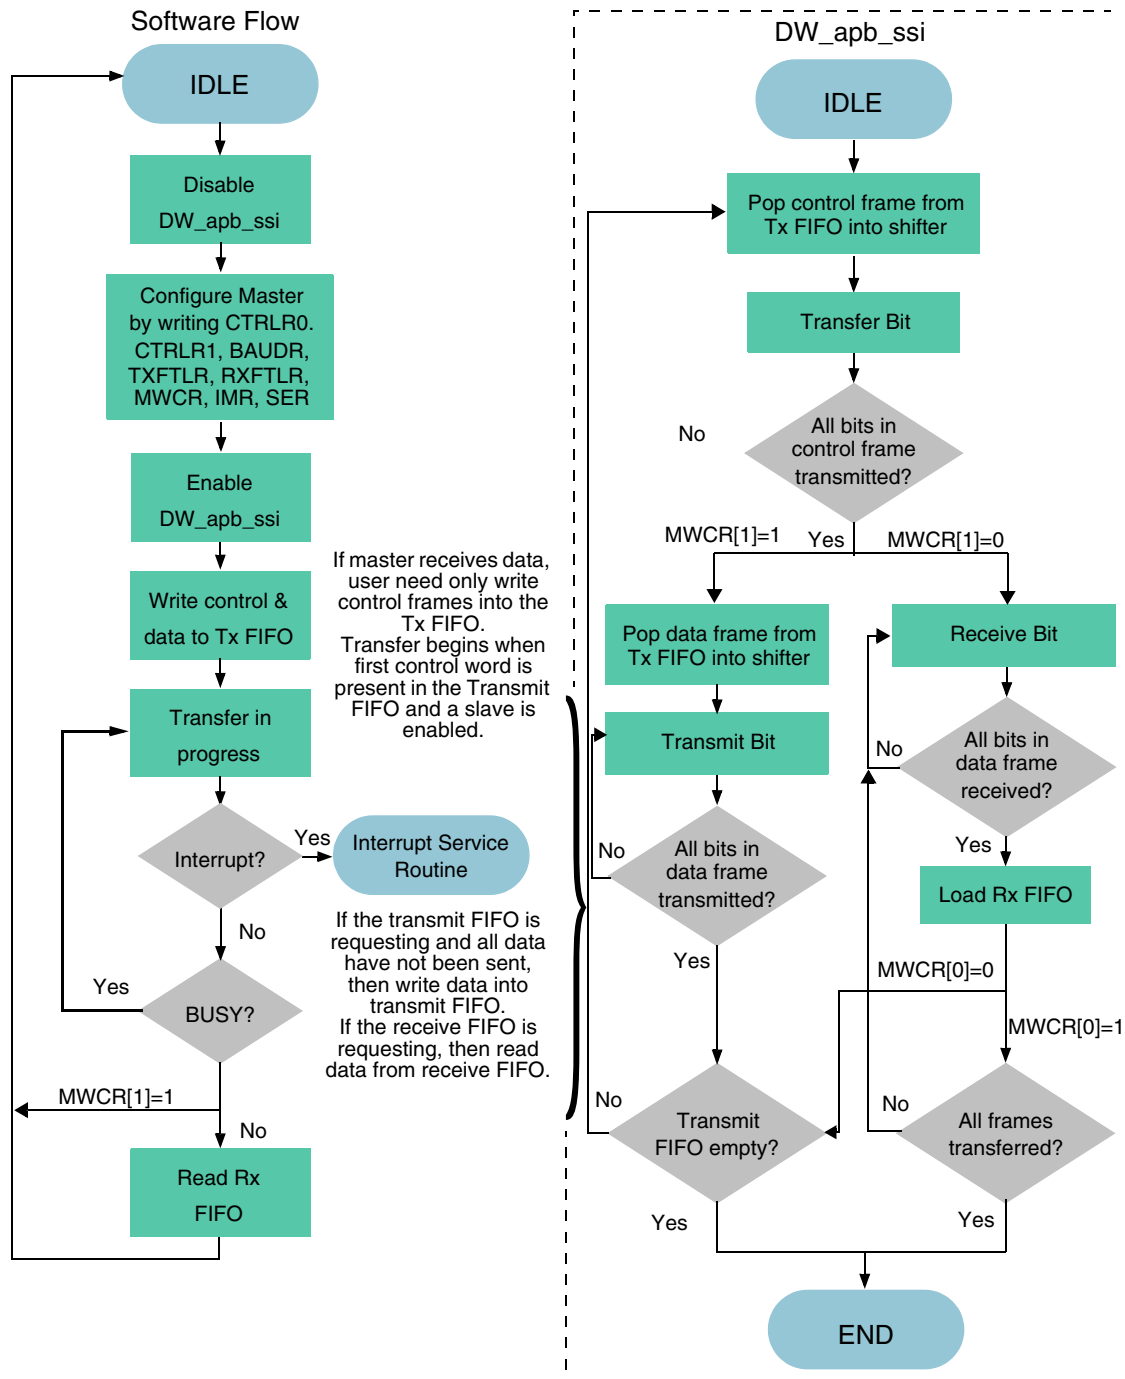 Software Flow
IDLE
Disable
DW_apb_ssi
Configure Master
by writing CTRLR0.
CTRLR1, BAUDR,
TXFTLR, RXFTLR,
MWCR, IMR, SER
Enable
DW_apb_ssi
Write control &
data to Tx FIFO
If master receives data,
user need only write
control frames into the
Tx FIFO.
Transfer begins when
first control word is
present in the Transmit
FIFO and a slave is
enabled.
Transfer in
progress
Interrupt?
Yes
Interrupt Service
Routine
No
If the transmit FIFO is
requesting and all data
have not been sent,
then write data into
transmit FIFO.
If the receive FIFO is
requesting, then read
data from receive FIFO.
Yes
BUSY?
MWCR[1]=1
No
Read Rx
FIFO
DW_apb_ssi
IDLE
Pop control frame from
Tx FIFO into shifter
Transfer Bit
No
All bits in
control frame
transmitted?
MWCR[1]=1
Yes
MWCR[1]=0
Pop data frame from
Tx FIFO into shifter
Transmit Bit
No
All bits in
data frame
transmitted?
Yes
Receive Bit
No
All bits in
data frame
received?
Yes
Load Rx FIFO
MWCR[0]=0
MWCR[0]=1
No
Transmit
FIFO empty?
Yes
No
All frames
transferred?
Yes
END